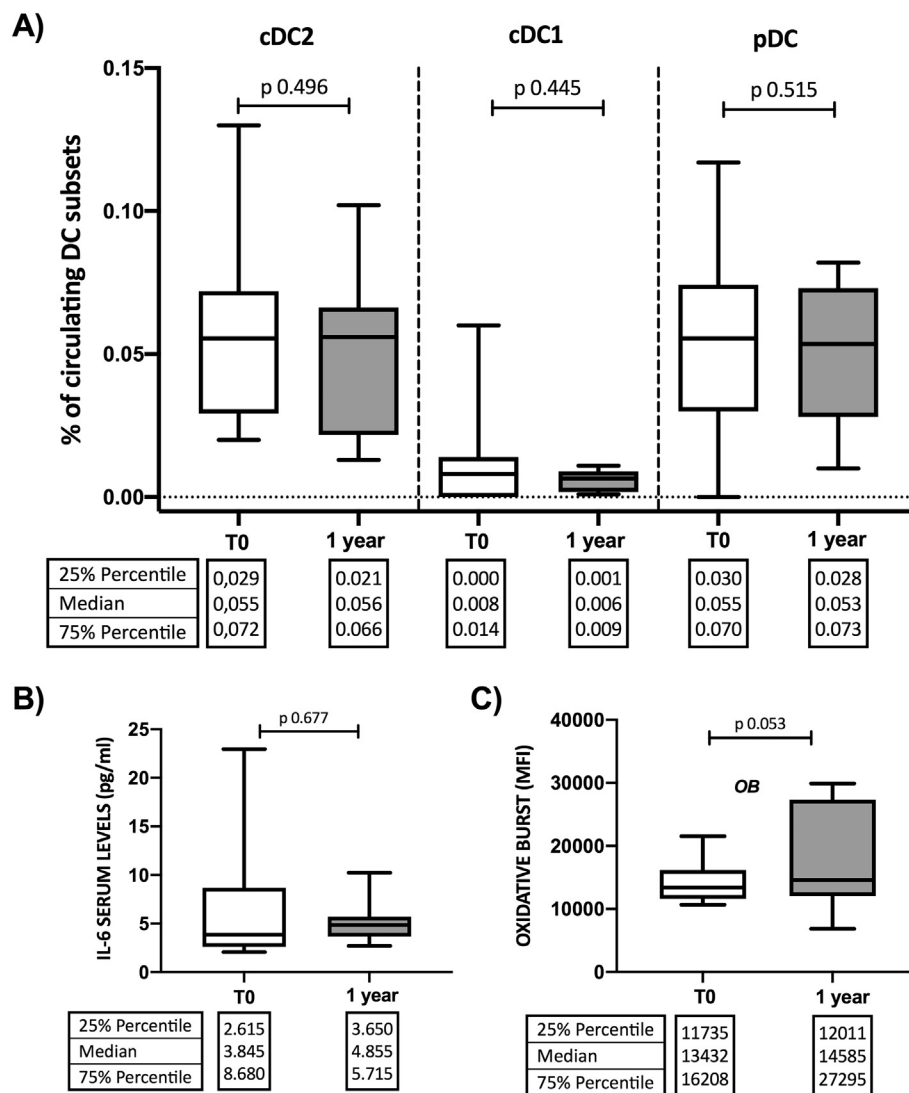 A)
cDC2 cDC1 pDC
% of circulating DC subsets
0.15
0.10
0.05
0.00
p 0.496 p 0.445 p 0.515
T0 1 year T0 1 year T0 1 year
25% Percentile 0,029 0.021 0.000 0.001 0.030 0.028
Median 0,055 0.056 0.008 0.006 0.055 0.053
75% Percentile 0,072 0.066 0.014 0.009 0.070 0.073
B)
IL-6 SERUM LEVELS (pg/ml)
25
20
15
10
5
0
p 0.677
T0 1 year
25% Percentile 2.615 3.650
Median 3.845 4.855
75% Percentile 8.680 5.715
C)
OXIDATIVE BURST (MFI)
40000
30000
20000
10000
0
p 0.053
OB
T0 1 year
25% Percentile 11735 12011
Median 13432 14585
75% Percentile 16208 27295